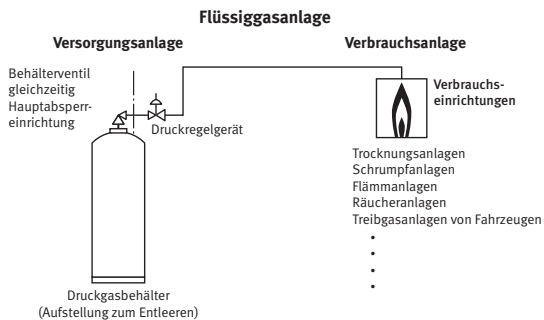 Flüssiggasanlage
Versorgungsanlage
Verbrauchsanlage
Behälterventil
gleichzeitig
Hauptabsperr-
einrichtung
Druckregelgerät
Verbrauchs-
einrichtungen
Trocknungsanlagen
Schrumpfanlagen
Flämmanlagen
Räucheranlagen
Treibgasanlagen von Fahrzeugen
•
•
•
•
Druckgasbehälter
(Aufstellung zum Entleeren)